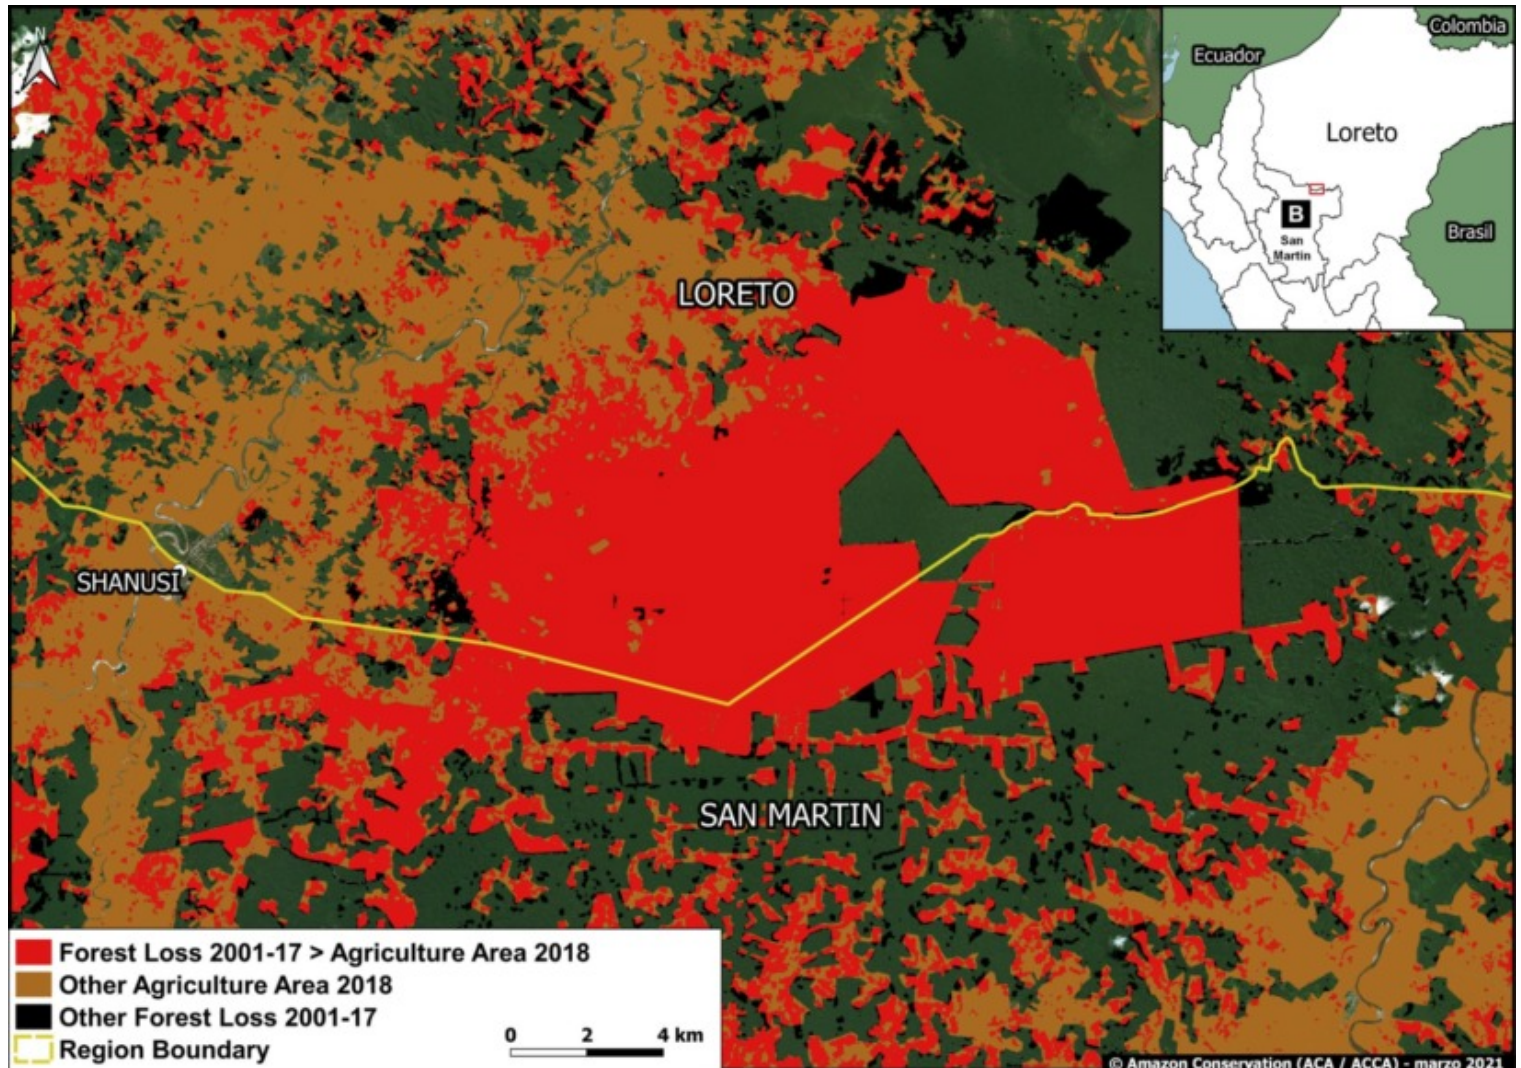 N
Colombia
Ecuador
Loreto
B
San
Martin
Brasil
LORETO
SHANUSI
SAN MARTIN
Forest Loss 2001-17 > Agriculture Area 2018
Other Agriculture Area 2018
Other Forest Loss 2001-17
Region Boundary
0 2 4 km
© Amazon Conservation (ACA / ACCA) - marzo 2021